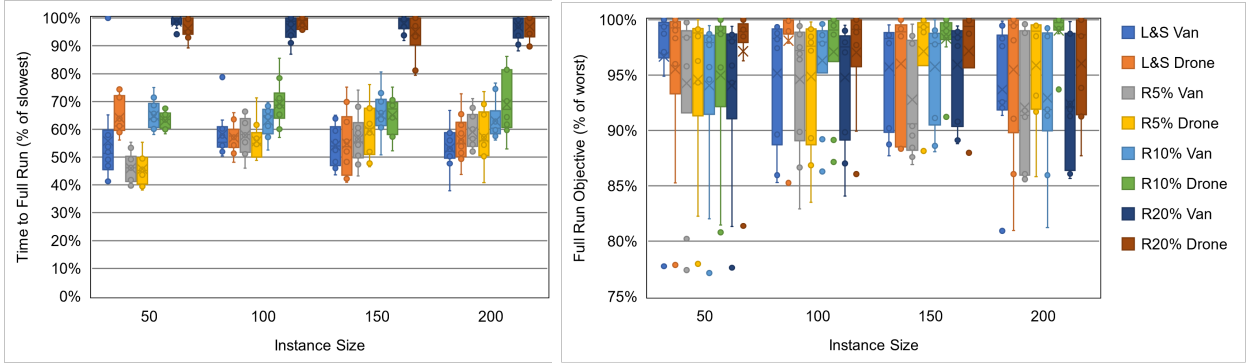 100%
90%
80%
70%
60%
50%
40%
30%
20%
10%
0%
Time to Full Run (% of slowest)
50 100 150 200
Instance Size
100%
95%
90%
85%
80%
75%
Full Run Objective (% of worst)
50 100 150 200
Instance Size
L&S Van
L&S Drone
R5% Van
R5% Drone
R10% Van
R10% Drone
R20% Van
R20% Drone